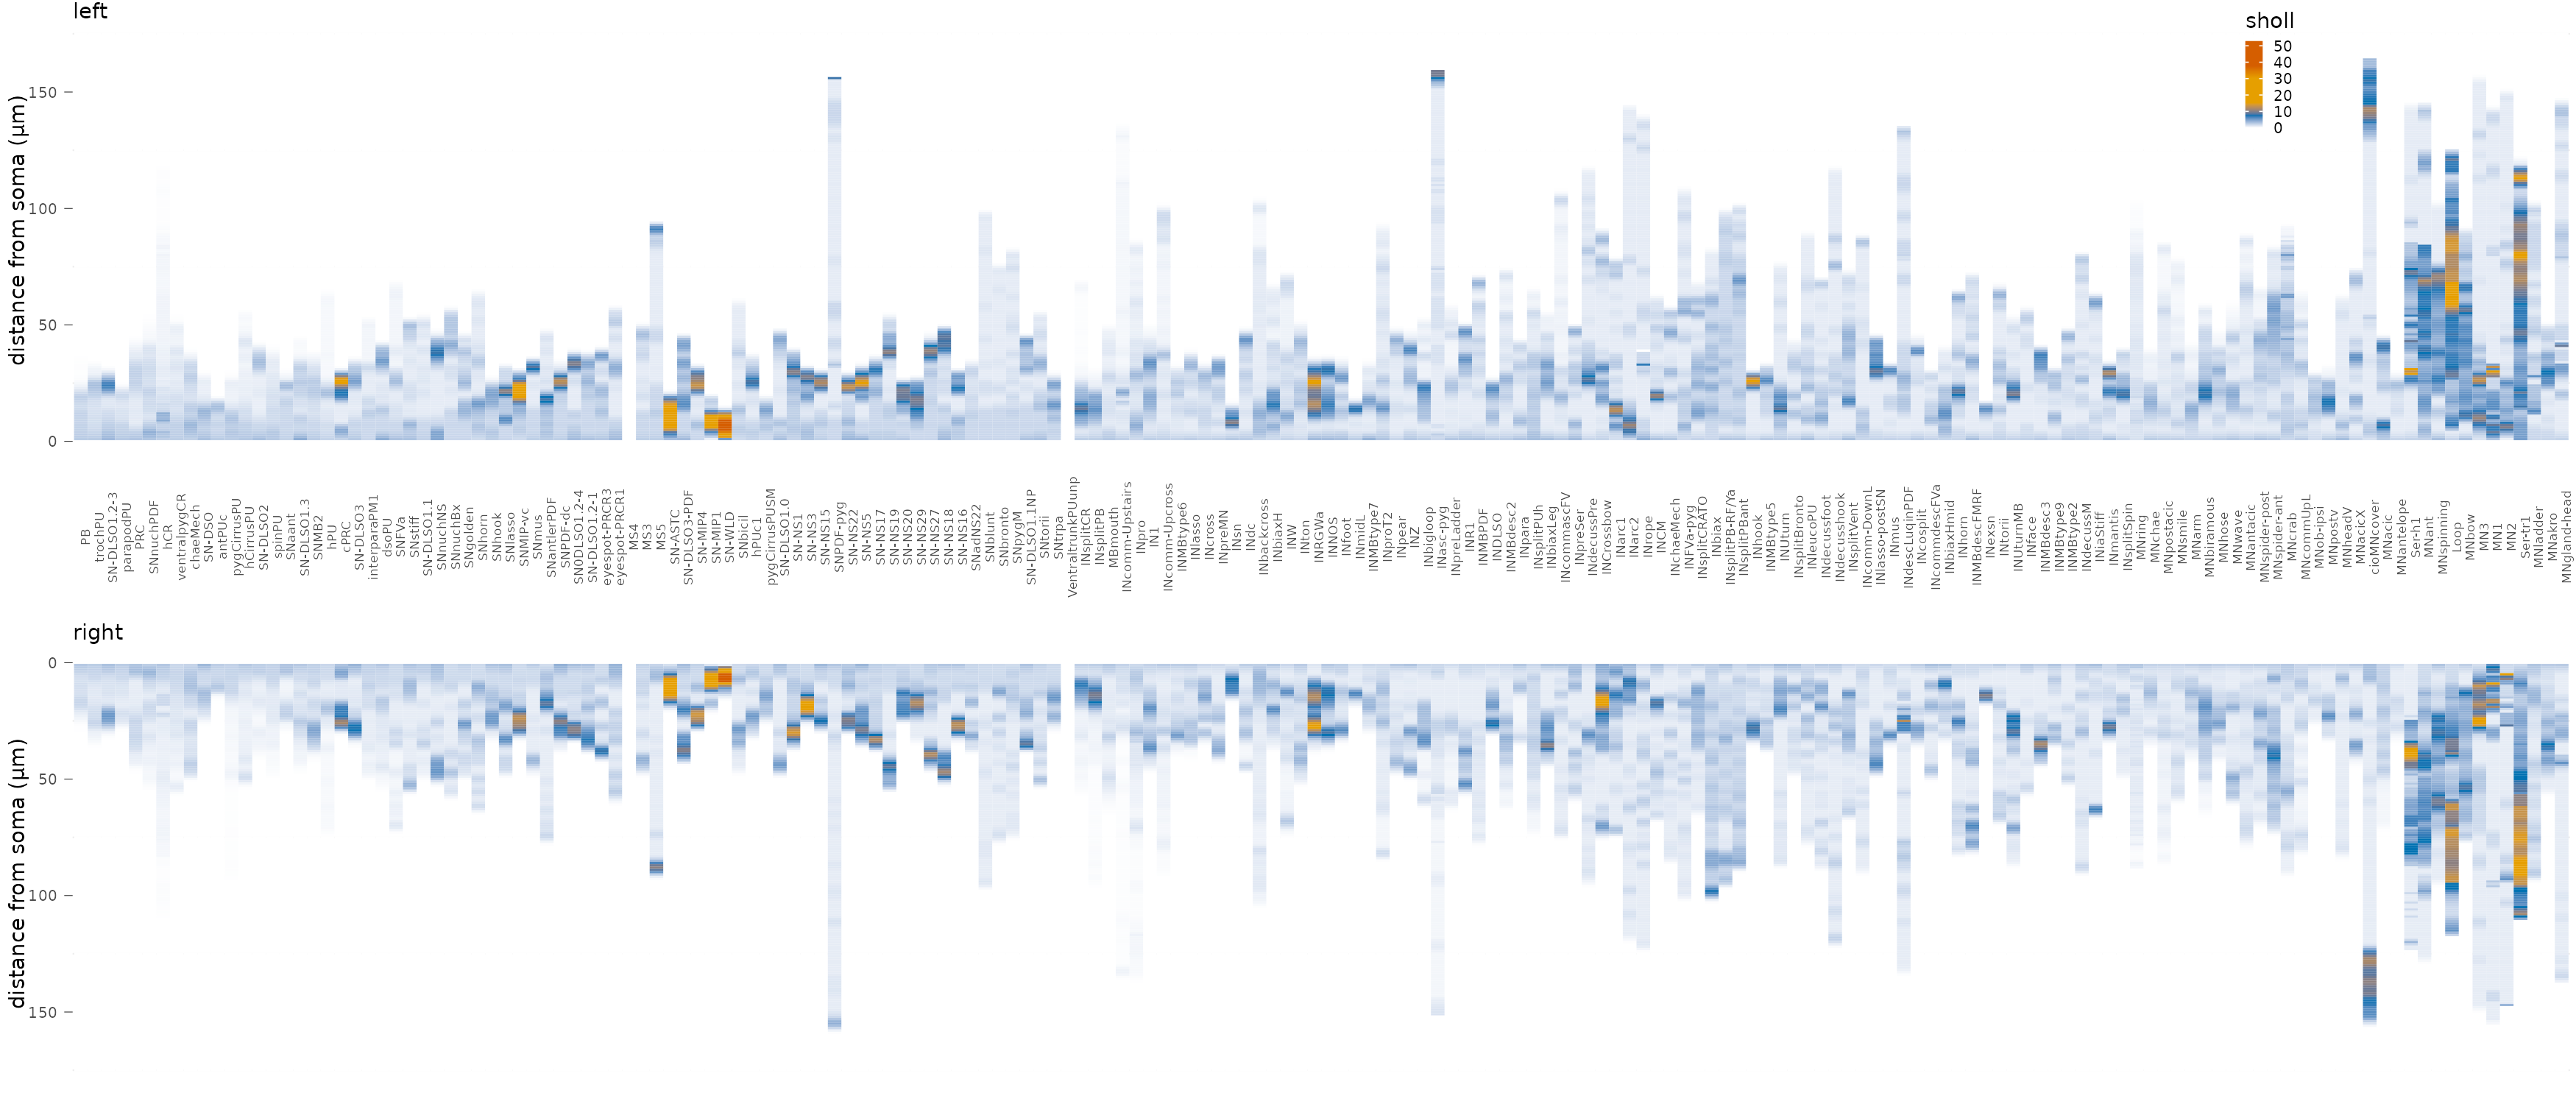 left
sholl
50
40
30
20
10
0
distance from soma (µm)
150
100
50
0
PB
trochPU
SN-DLSO1.2-3
parapodPU
PRC
SNnuchPDF
hCR
ventralpygCR
chaeMech
SN-DSO
antPUc
pygCirrusPU
hCirrusPU
SN-DLSO2
spinPU
SNaant
SN-DLSO1.3
SNMB2
hPU
cPRC
SN-DLSO3
interparaPM1
dsoPU
SNFVa
SNstiff
SN-DLSO1.1
SNnuchNS
SNnuchBx
SNgolden
SNhorn
SNhook
SNlasso
SNMIP-vc
SNmus
SNantlerPDF
SNPDF-dc
SN0DLSO1.2-4
SN-DLSO1.2-1
eyespot-PRCR3
eyespot-PRCR1
MS4
MS3
MS5
SN-ASTC
SN-DLSO3-PDF
SN-MIP4
SN-MIP1
SN-WLD
SNbicil
hPUc1
pygCirrusPUSM
SN-DLSO1.0
SN-NS1
SN-NS3
SN-NS15
SNPDF-pyg
SN-NS22
SN-NS5
SN-NS17
SN-NS19
SN-NS20
SN-NS29
SN-NS27
SN-NS18
SN-NS16
SNadNS22
SNblunt
SNbronto
SNpygM
SN-DLSO1.1NP
SNtorii
SNtrpa
VentraltrunkPUunp
INsplitCR
INsplitPB
MBmouth
INcomm-Upstairs
INpro
IN1
INcomm-Upcross
INMBtype6
INlasso
INcross
INpreMN
INsn
INdc
INbackcross
INbiaxH
INW
INton
INRGWa
INNOS
INfoot
INmidL
INMBtype7
INproT2
INpear
INZ
INbigloop
INasc-pyg
INpreladder
INR1
INMBPDF
INDLSO
INMBdesc2
INpara
INsplitPUh
INbiaxLeg
INcommascFV
INpreSer
INdecussPre
INCrossbow
INarc1
INarc2
INrope
INCM
INchaeMech
INFVa-pyg
INsplitCRATO
INbiax
INsplitPB-RF/Ya
INsplitPBant
INhook
INMBtype5
INUturn
INsplitBronto
INleucoPU
INdecussfoot
INdecusshook
INsplitVent
INcomm-DownL
INlasso-postSN
INmus
INdescLuqinPDF
INcosplit
INcommdescFVa
INbiaxHmid
INhorn
INMBdescFMRF
INexsn
INtorii
INUturnMB
INface
INMBdesc3
INMBtype9
INMBtype2
INdecusM
INiaStiff
INmantis
INsplitSpin
MNring
MNchae
MNpostacic
MNsmile
MNarm
MNbiramous
MNhose
MNwave
MNantacic
MNspider-post
MNspider-ant
MNcrab
MNcommUpL
MNob-ipsi
MNpostv
MNheadV
MNacicX
cioMNcover
MNacic
MNantelope
Ser-h1
MNant
MNspinning
Loop
MNbow
MN3
MN1
MN2
Ser-tr1
MNladder
MNakro
MNgland-head
right
distance from soma (µm)
0
50
100
150